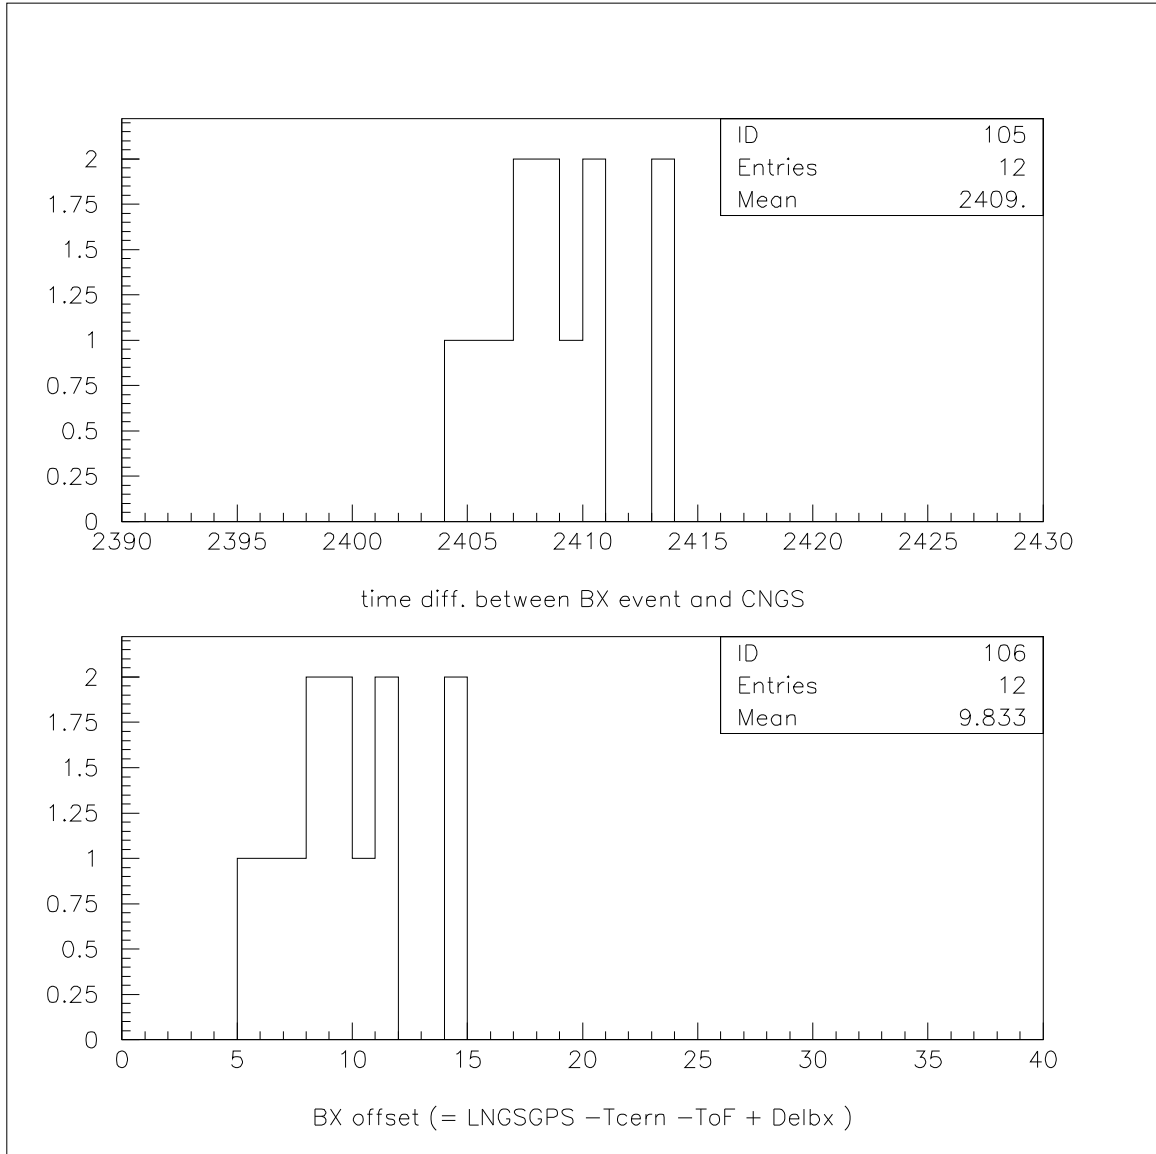 ID 105
Entries 12
Mean 2409.
2
1.75
1.5
1.25
1
0.75
0.5
0.25
0
2390 2395 2400 2405 2410 2415 2420 2425 2430
time diff. between BX event and CNGS
ID 106
Entries 12
Mean 9.833
2
1.75
1.5
1.25
1
0.75
0.5
0.25
0
0 5 10 15 20 25 30 35 40
BX offset (= LNGSGPS −Tcern −ToF + Delbx )